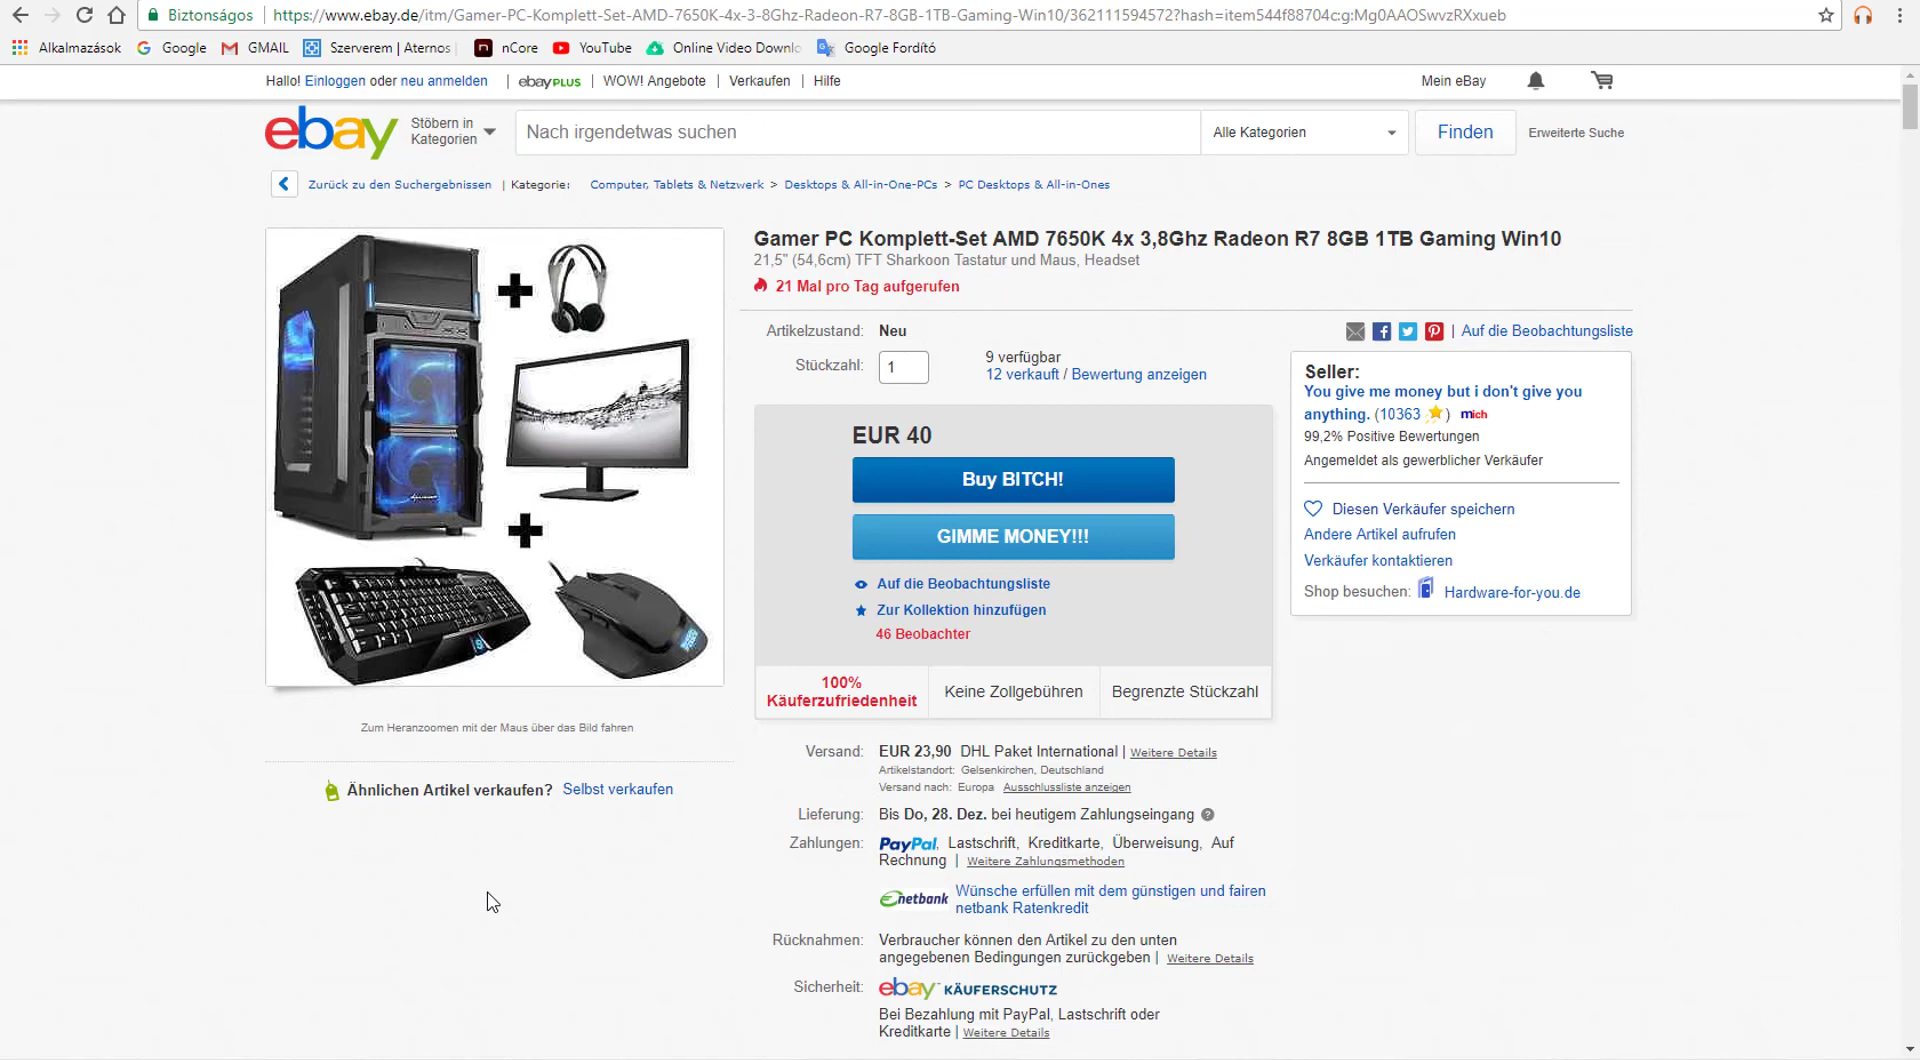 Biztonságos https://www.ebay.de/itm/Gamer-PC-Komplett-Set-AMD-7650K-4x-3-8Ghz-Radeon-R7-8GB-1TB-Gaming-Win10/362111594572?hash=item544f88704c:g:Mg0AAOSwvzRXxueb
Alkalmazások Google GMAIL Szerverem | Aternos nCore YouTube Online Video Downlo Google Fordító
Hallo! Einloggen oder neu anmelden | ebay PLUS | WOW! Angebote | Verkaufen | Hilfe Mein eBay
ebay Stöbern in Kategorien Nach irgendetwas suchen Alle Kategorien Finden Erweiterte Suche
Zurück zu den Suchergebnissen | Kategorie: Computer, Tablets & Netzwerk > Desktops & All-in-One-PCs > PC Desktops & All-in-Ones
Gamer PC Komplett-Set AMD 7650K 4x 3,8Ghz Radeon R7 8GB 1TB Gaming Win10
21,5" (54,6cm) TFT Sharkoon Tastatur und Maus, Headset
21 Mal pro Tag aufgerufen
Artikelzustand: Neu
Stückzahl: 1
9 verfügbar
12 verkauft / Bewertung anzeigen
EUR 40
Buy BITCH!
GIMME MONEY!!!
Auf die Beobachtungsliste
Zur Kollektion hinzufügen
46 Beobachter
100%
Käuferzufriedenheit
Keine Zollgebühren
Begrenzte Stückzahl
| Auf die Beobachtungsliste
Seller:
You give me money but i don't give you
anything. (10363 ) mich
99,2% Positive Bewertungen
Angemeldet als gewerblicher Verkäufer
Diesen Verkäufer speichern
Andere Artikel aufrufen
Verkäufer kontaktieren
Shop besuchen: Hardware-for-you.de
Zum Heranzoomen mit der Maus über das Bild fahren
Ähnlichen Artikel verkaufen? Selbst verkaufen
Versand: EUR 23,90 DHL Paket International | Weitere Details
Artikelstandort: Gelsenkirchen, Deutschland
Versand nach: Europa Ausschlussliste anzeigen
Lieferung: Bis Do, 28. Dez. bei heutigem Zahlungseingang
Zahlungen: PayPal, Lastschrift, Kreditkarte, Überweisung, Auf
Rechnung | Weitere Zahlungsmethoden
netbank Wünsche erfüllen mit dem günstigen und fairen
netbank Ratenkredit
Rücknahmen: Verbraucher können den Artikel zu den unten
angegebenen Bedingungen zurückgeben | Weitere Details
Sicherheit: ebay KÄUFERSCHUTZ
Bei Bezahlung mit PayPal, Lastschrift oder
Kreditkarte | Weitere Details